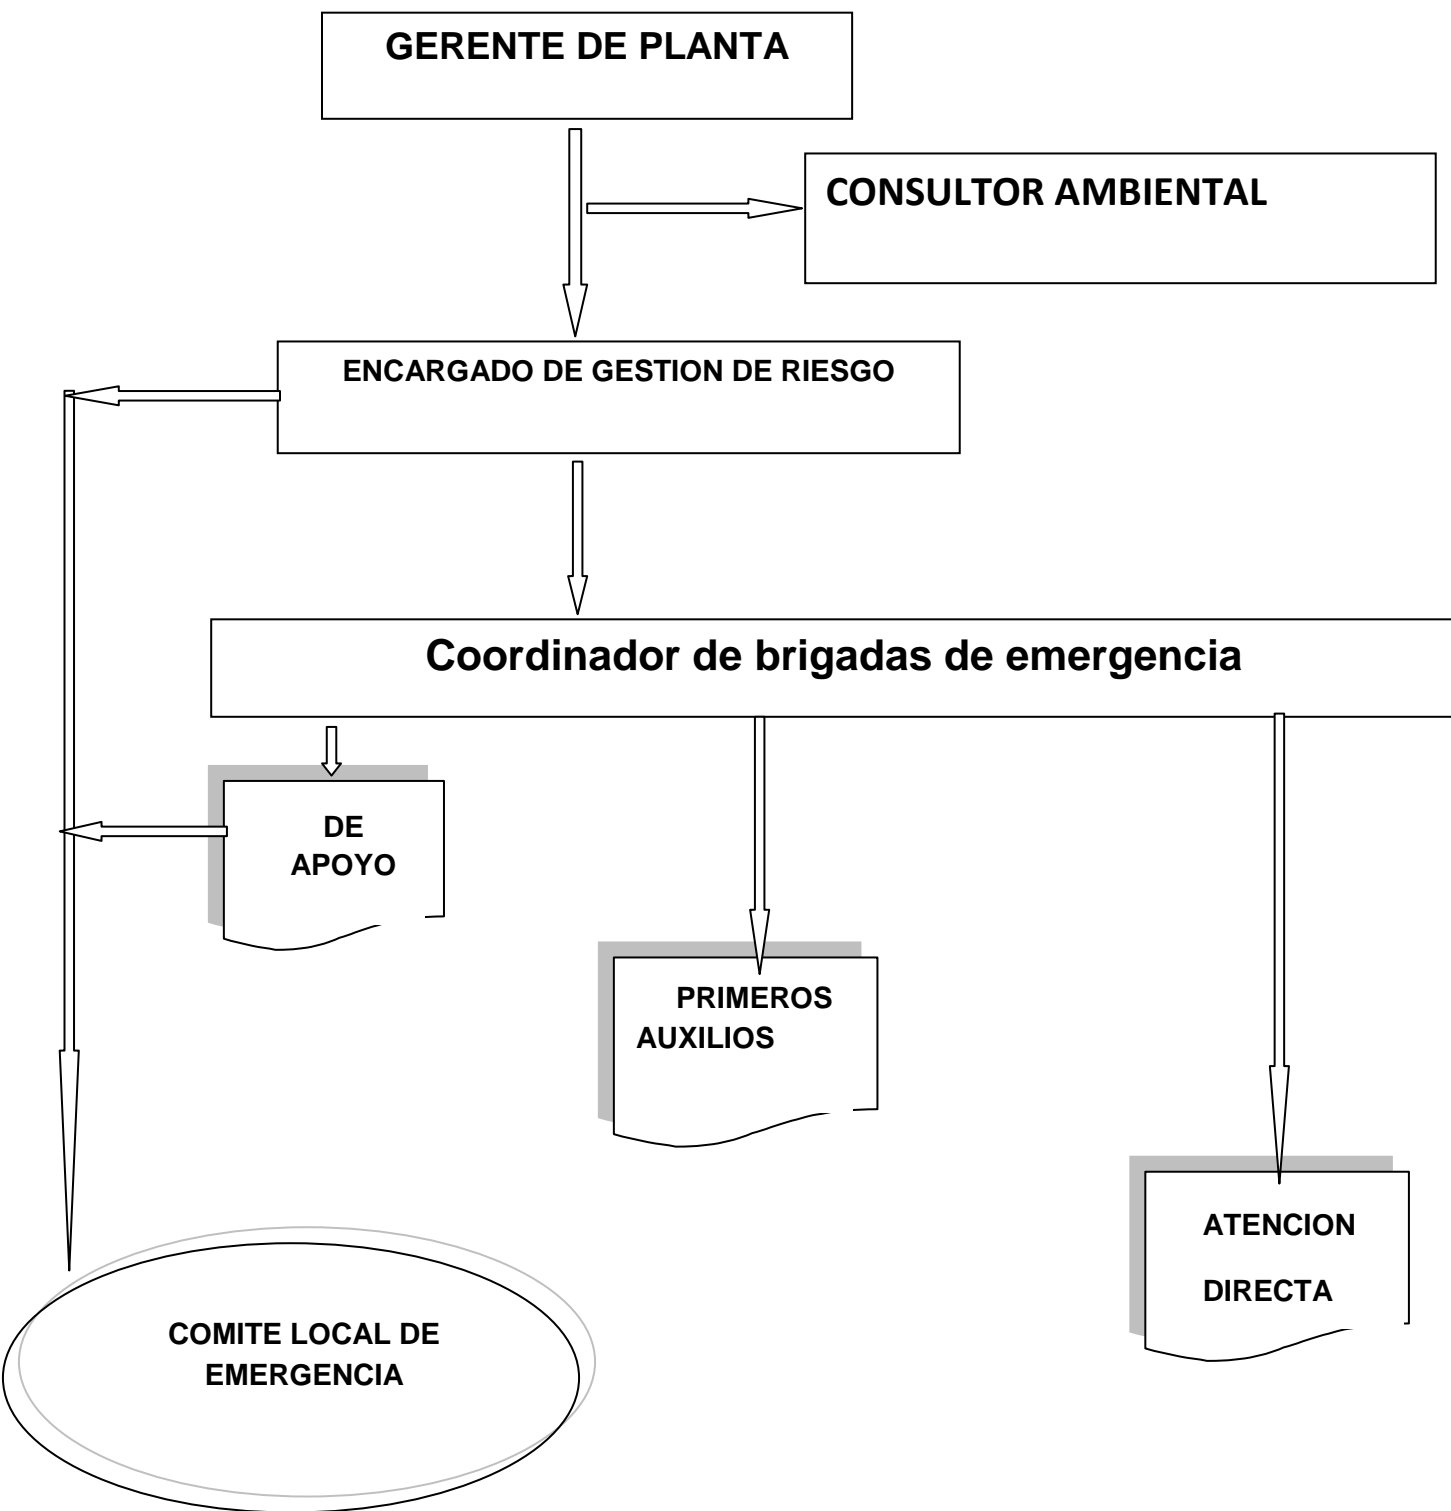 GERENTE DE PLANTA
CONSULTOR AMBIENTAL
ENCARGADO DE GESTION DE RIESGO
Coordinador de brigadas de emergencia
DE
APOYO
PRIMEROS
AUXILIOS
ATENCION
DIRECTA
COMITE LOCAL DE
EMERGENCIA